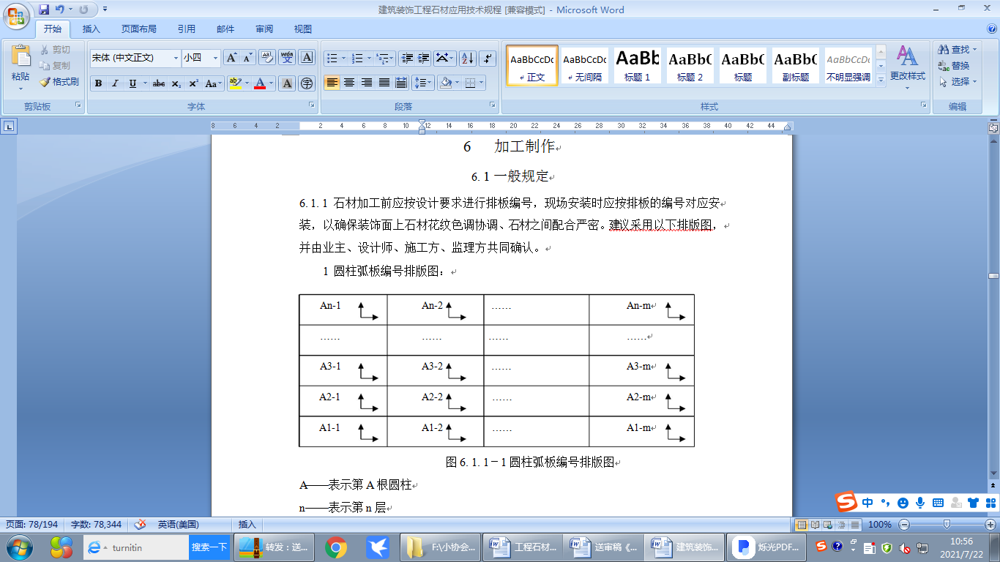 建筑装饰工程石材应用技术规程 [兼容模式] - Microsoft Word
开始 插入 页面布局 引用 邮件 审阅 视图
粘贴 剪切 复制 格式刷
宋体 (中文正文) 小四
AaBbCcDc AaBbCcDc AaBb AaBbC AaBbC AaBbC AaBbCcDc
正文 无间隔 标题 1 标题 2 标题 副标题 不明显强调
更改样式
查找 替换 选择
剪贴板 字体 段落 样式 编辑
8 6 4 2 2 4 6 8 10 12 14 16 18 20 22 24 26 28 30 32 34 36 38 40 42 44
6 加工制作
6.1 一般规定
6.1.1 石材加工前应按设计要求进行排板编号，现场安装时应按排板的编号对应安
装，以确保装饰面上石材花纹色调协调、石材之间配合严密。建议采用以下排版图，
并由业主、设计师、施工方、监理方共同确认。
1 圆柱弧板编号排版图：
An-1 An-2 …… An-m
…… …… …… ……
A3-1 A3-2 …… A3-m
A2-1 A2-2 …… A2-m
A1-1 A1-2 …… A1-m
图 6.1.1－1 圆柱弧板编号排版图
A——表示第 A 根圆柱
n——表示第 n 层
中
页面: 78/194 字数: 78,344 英语(美国) 插入 100%
turnitin 搜索一下 转发：送... F:\小协会... 工程石材... 送审稿《... 建筑装饰... 烁光PDF...
10:56
2021/7/22